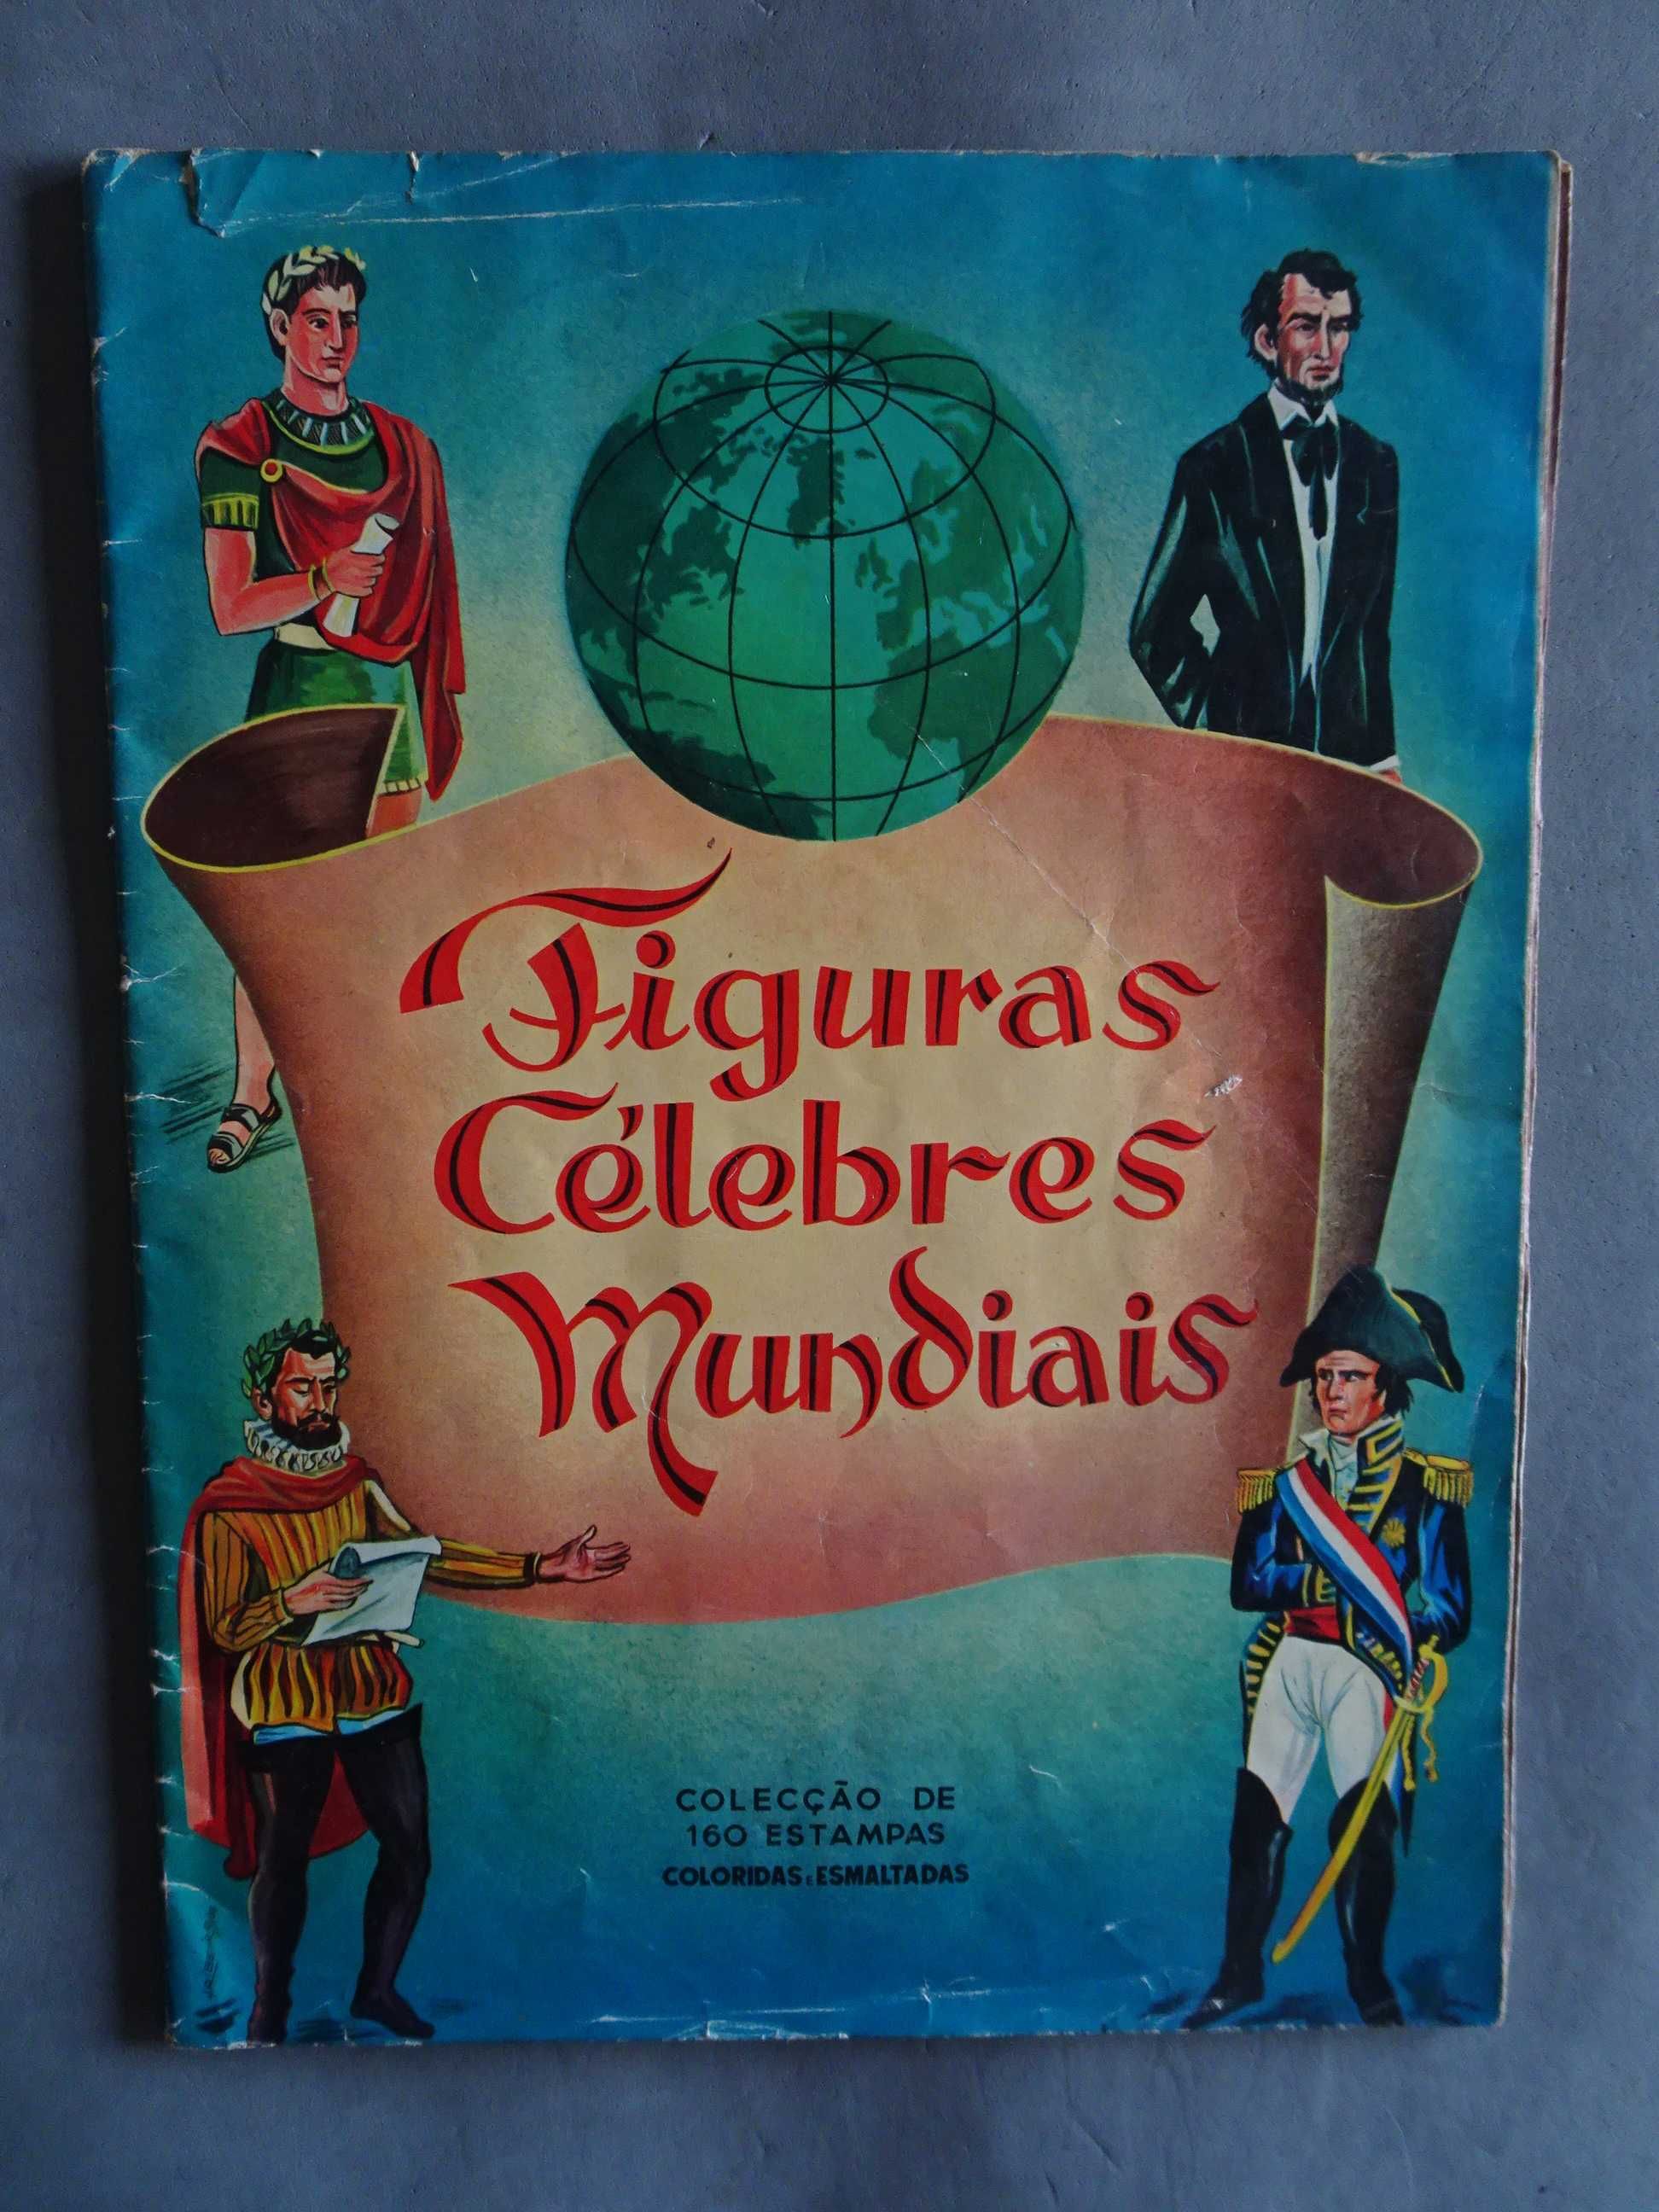 Figuras
Célebres
Mundiais
COLECÇÃO DE
160 ESTAMPAS
COLORIDAS E ESMALTADAS